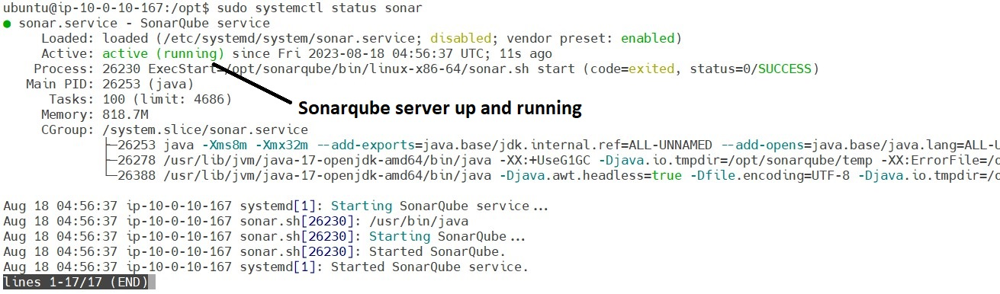 ubuntu@ip-10-0-10-167:/opt$ sudo systemctl status sonar
● sonar.service - SonarQube service
Loaded: loaded (/etc/systemd/system/sonar.service; disabled; vendor preset: enabled)
Active: active (running) since Fri 2023-08-18 04:56:37 UTC; 11s ago
Process: 26230 ExecStart=/opt/sonarqube/bin/linux-x86-64/sonar.sh start (code=exited, status=0/SUCCESS)
Main PID: 26253 (java)
Tasks: 100 (limit: 4686)
Sonarqube server up and running
Memory: 818.7M
CGroup: /system.slice/sonar.service
├─26253 java -Xms8m -Xmx32m --add-exports=java.base/jdk.internal.ref=ALL-UNNAMED --add-opens=java.base/java.lang=ALL-U
├─26278 /usr/lib/jvm/java-17-openjdk-amd64/bin/java -XX:+UseG1GC -Djava.io.tmpdir=/opt/sonarqube/temp -XX:ErrorFile=/o
└─26388 /usr/lib/jvm/java-17-openjdk-amd64/bin/java -Djava.awt.headless=true -Dfile.encoding=UTF-8 -Djava.io.tmpdir=/o
Aug 18 04:56:37 ip-10-0-10-167 systemd[1]: Starting SonarQube service...
Aug 18 04:56:37 ip-10-0-10-167 sonar.sh[26230]: /usr/bin/java
Aug 18 04:56:37 ip-10-0-10-167 sonar.sh[26230]: Starting SonarQube...
Aug 18 04:56:37 ip-10-0-10-167 sonar.sh[26230]: Started SonarQube.
Aug 18 04:56:37 ip-10-0-10-167 systemd[1]: Started SonarQube service.
lines 1-17/17 (END)